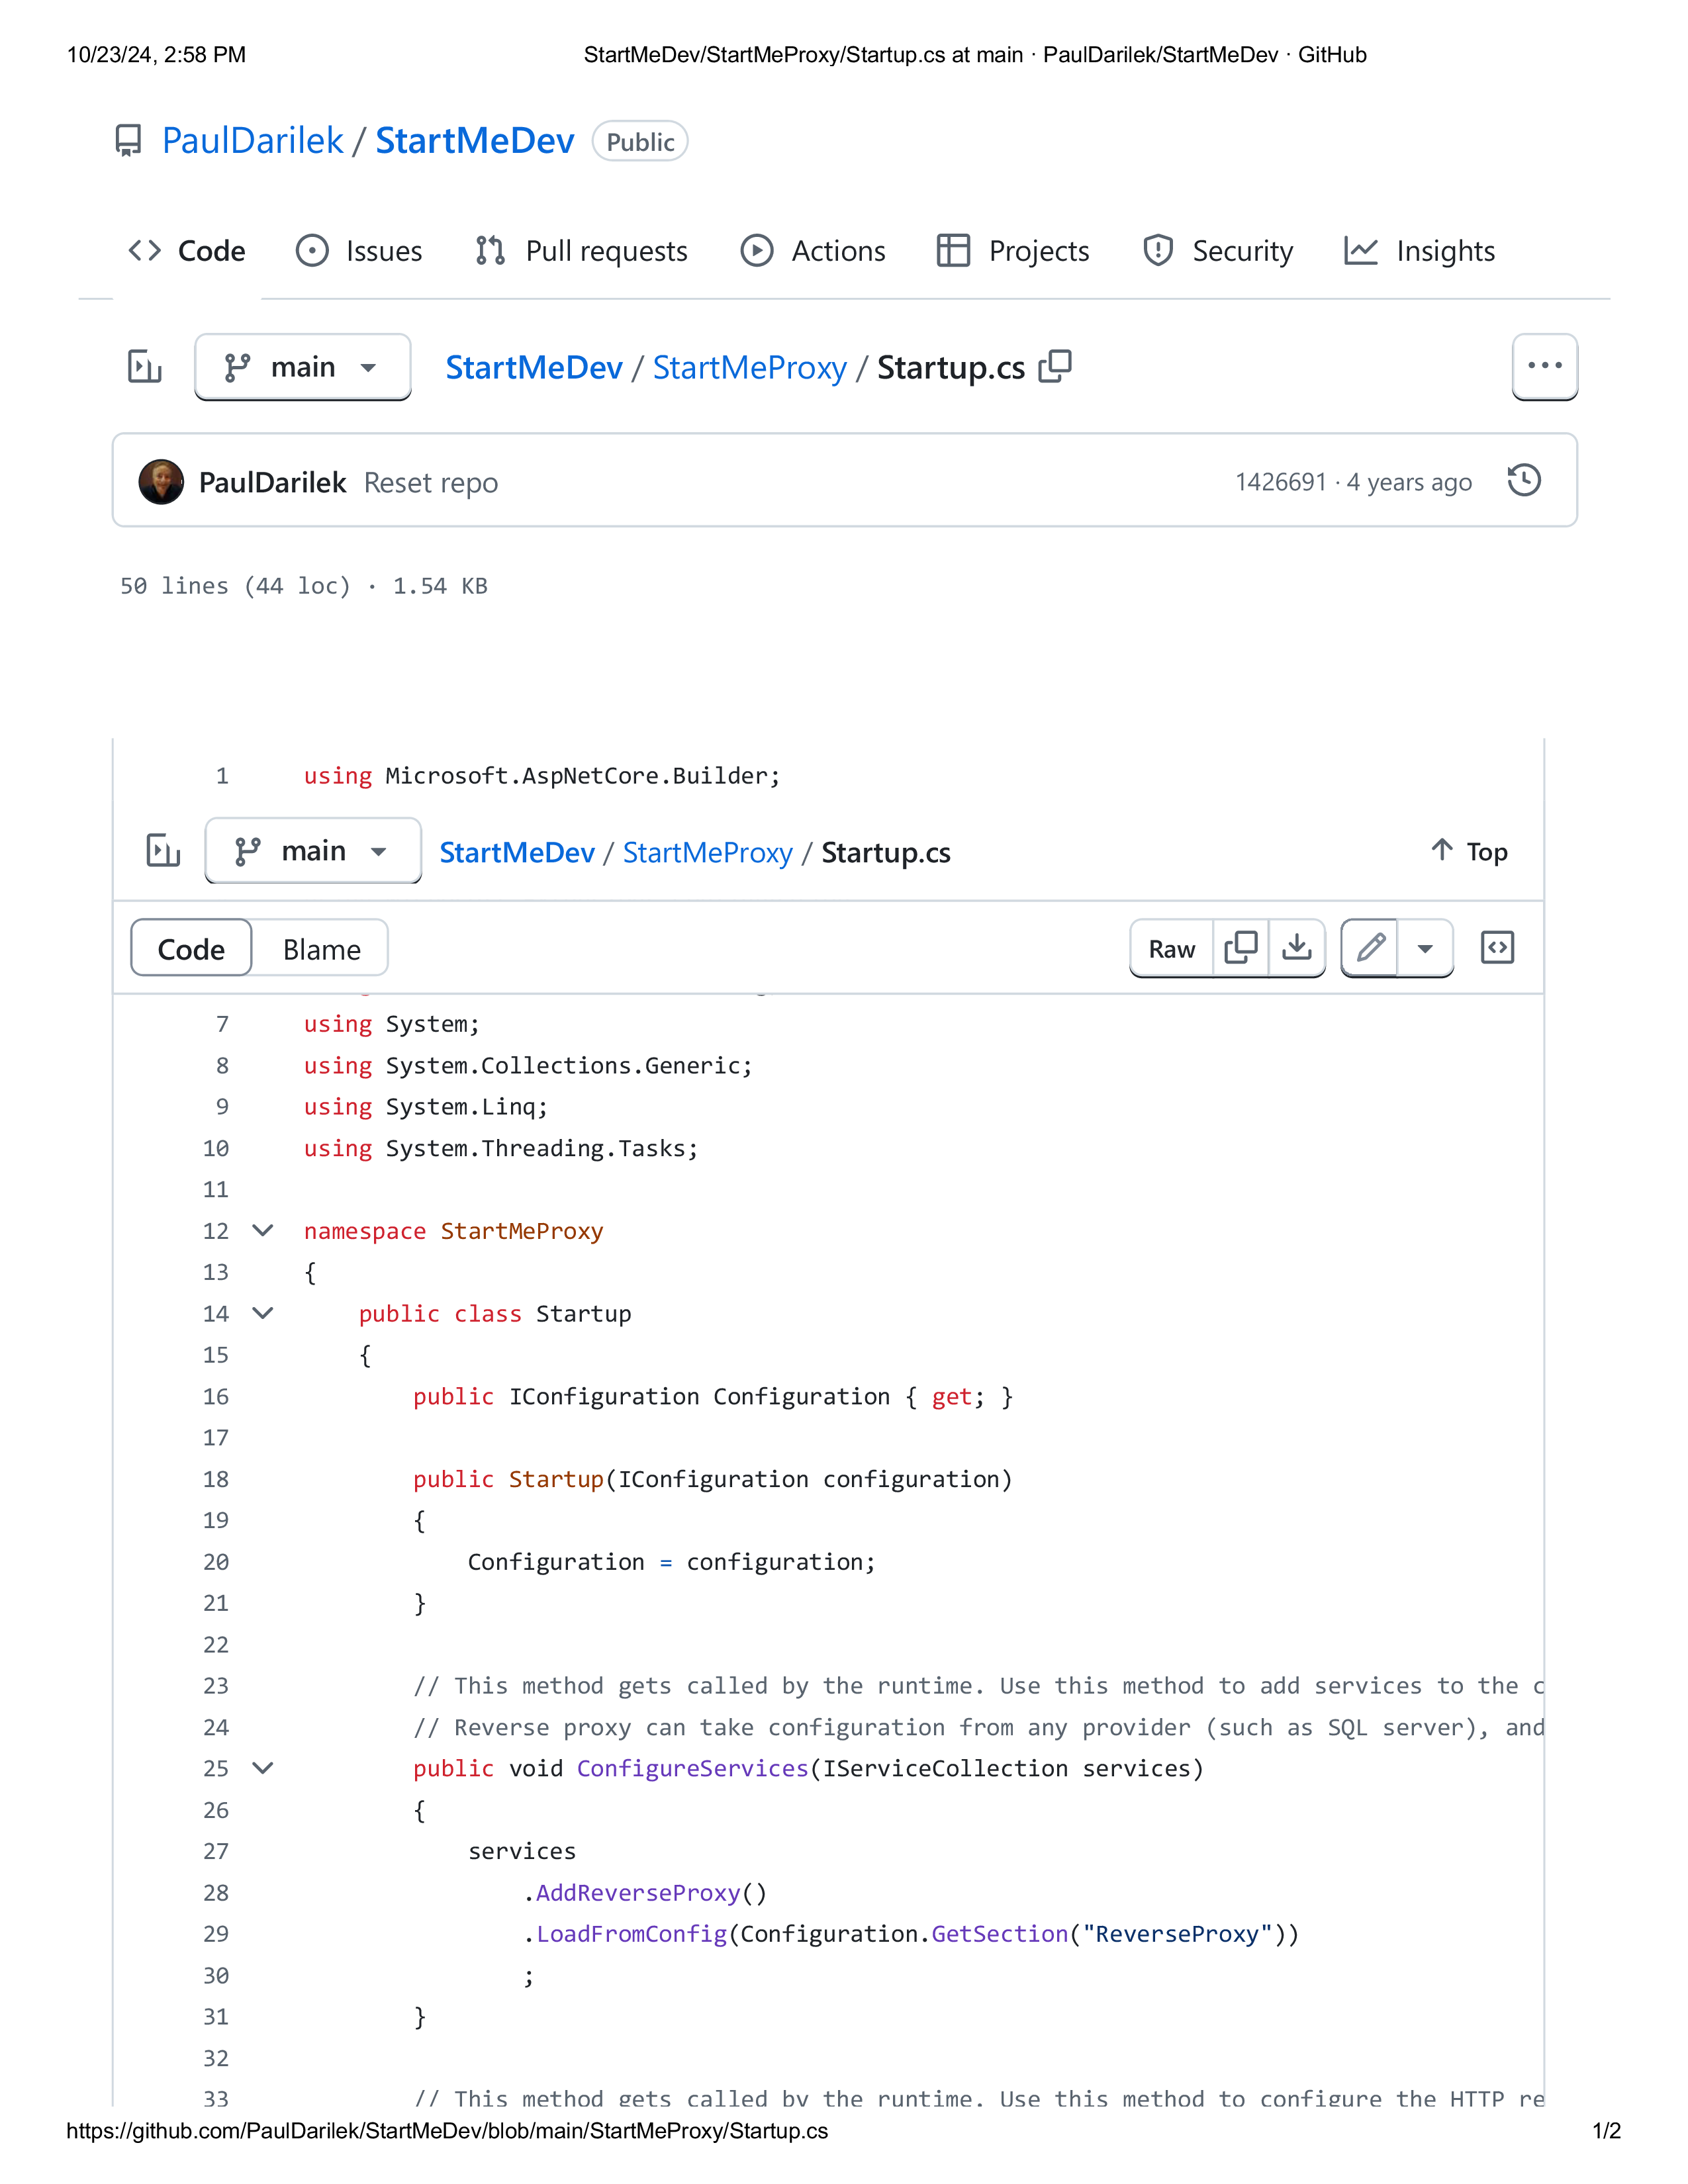 10/23/24, 2:58 PM StartMeDev/StartMeProxy/Startup.cs at main · PaulDarilek/StartMeDev · GitHub
PaulDarilek / StartMeDev Public
Code Issues Pull requests Actions Projects Security Insights
main StartMeDev / StartMeProxy / Startup.cs
PaulDarilek Reset repo 1426691 · 4 years ago
50 lines (44 loc) · 1.54 KB
1 using Microsoft.AspNetCore.Builder;
main StartMeDev / StartMeProxy / Startup.cs Top
Code Blame Raw
7 using System;
8 using System.Collections.Generic;
9 using System.Linq;
10 using System.Threading.Tasks;
11
12 namespace StartMeProxy
13 {
14 public class Startup
15 {
16 public IConfiguration Configuration { get; }
17
18 public Startup(IConfiguration configuration)
19 {
20 Configuration = configuration;
21 }
22
23 // This method gets called by the runtime. Use this method to add services to the c
24 // Reverse proxy can take configuration from any provider (such as SQL server), and
25 public void ConfigureServices(IServiceCollection services)
26 {
27 services
28 .AddReverseProxy()
29 .LoadFromConfig(Configuration.GetSection("ReverseProxy"))
30 ;
31 }
32
33 // This method gets called by the runtime. Use this method to configure the HTTP re
https://github.com/PaulDarilek/StartMeDev/blob/main/StartMeProxy/Startup.cs 1/2